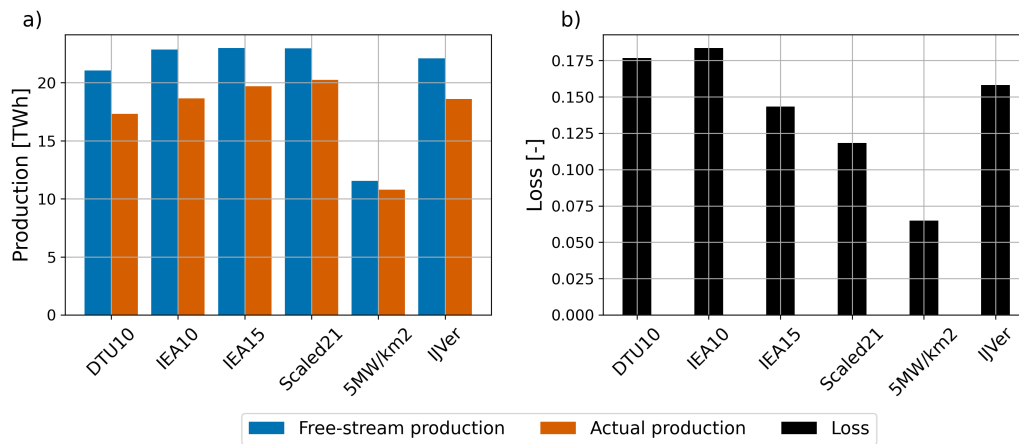 a)
Production [TWh]
20
15
10
5
0
DTU10
IEA10
IEA15
Scaled21
5MW/km2
IJVer
b)
Loss [-]
0.175
0.150
0.125
0.100
0.075
0.050
0.025
0.000
DTU10
IEA10
IEA15
Scaled21
5MW/km2
IJVer
Free-stream production
Actual production
Loss